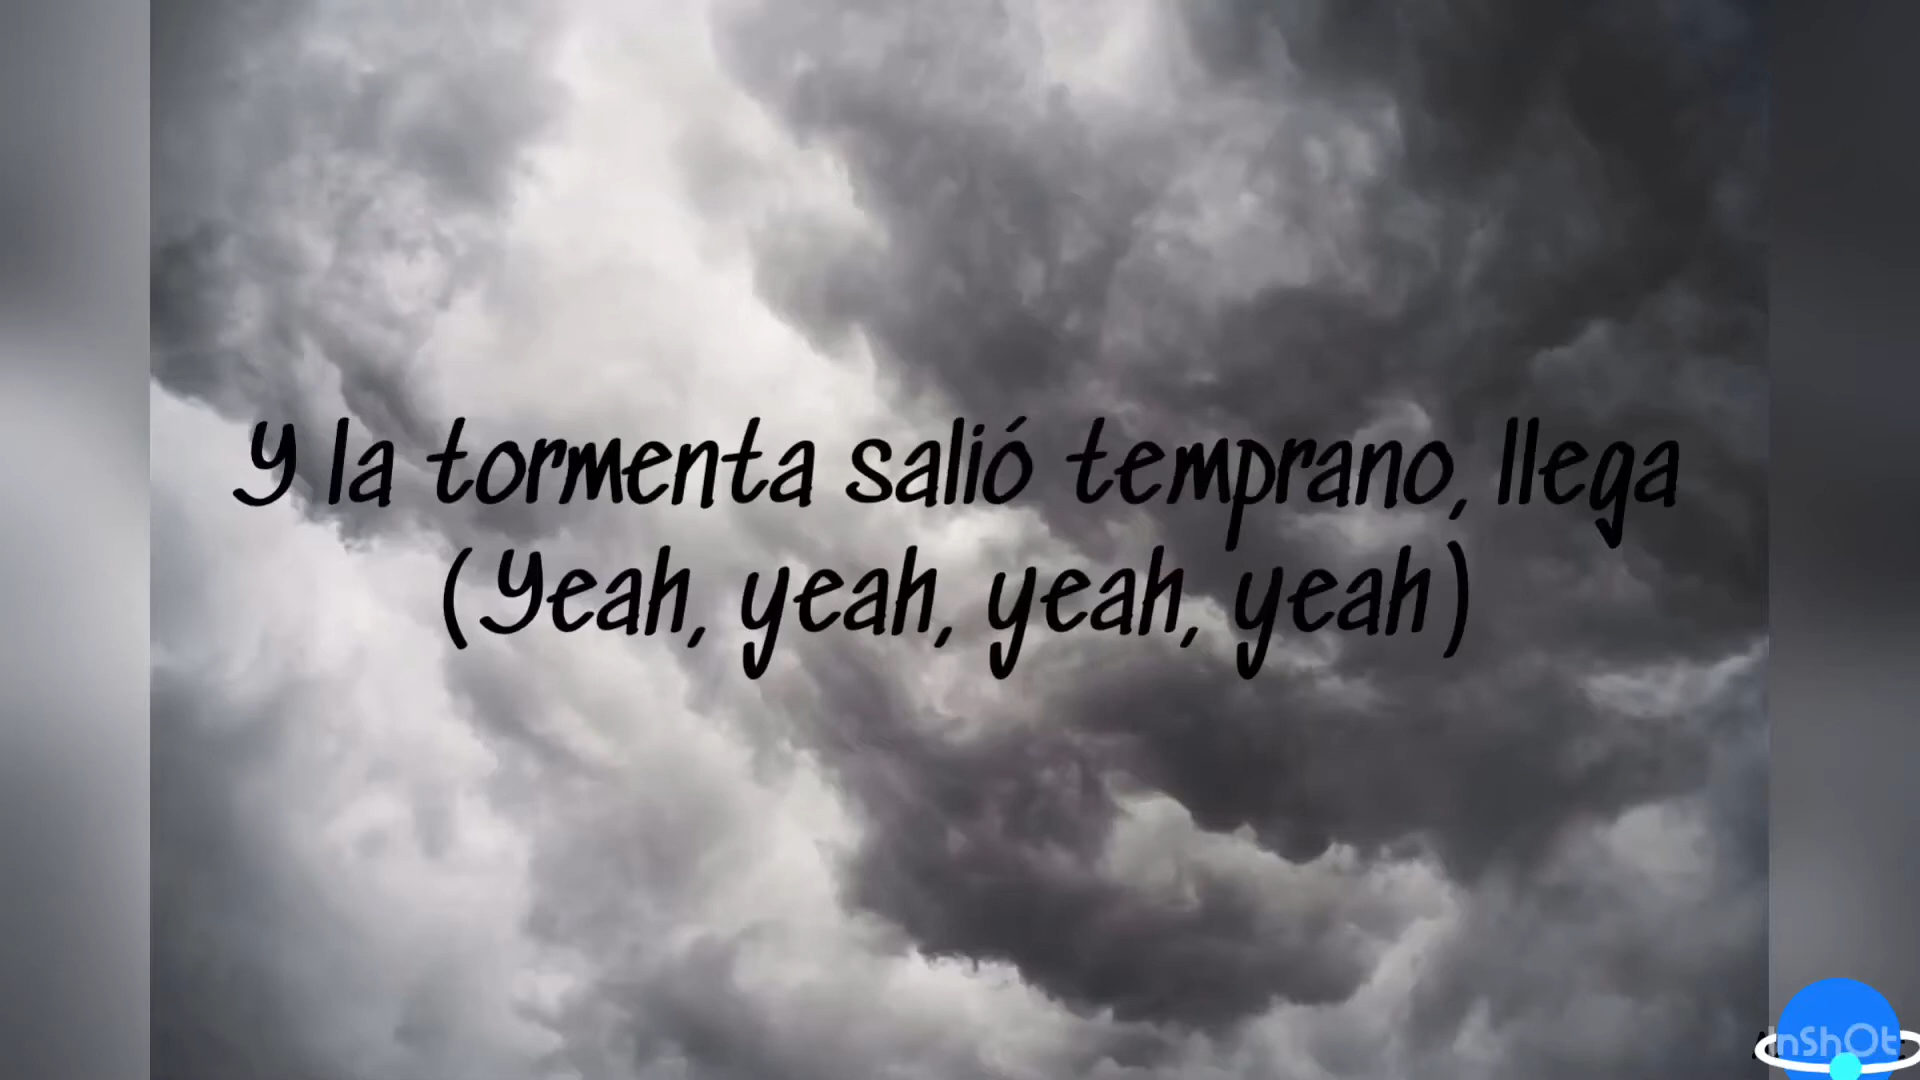 Y la tormenta salió temprano, llega
(Yeah, yeah, yeah, yeah)
InShOt